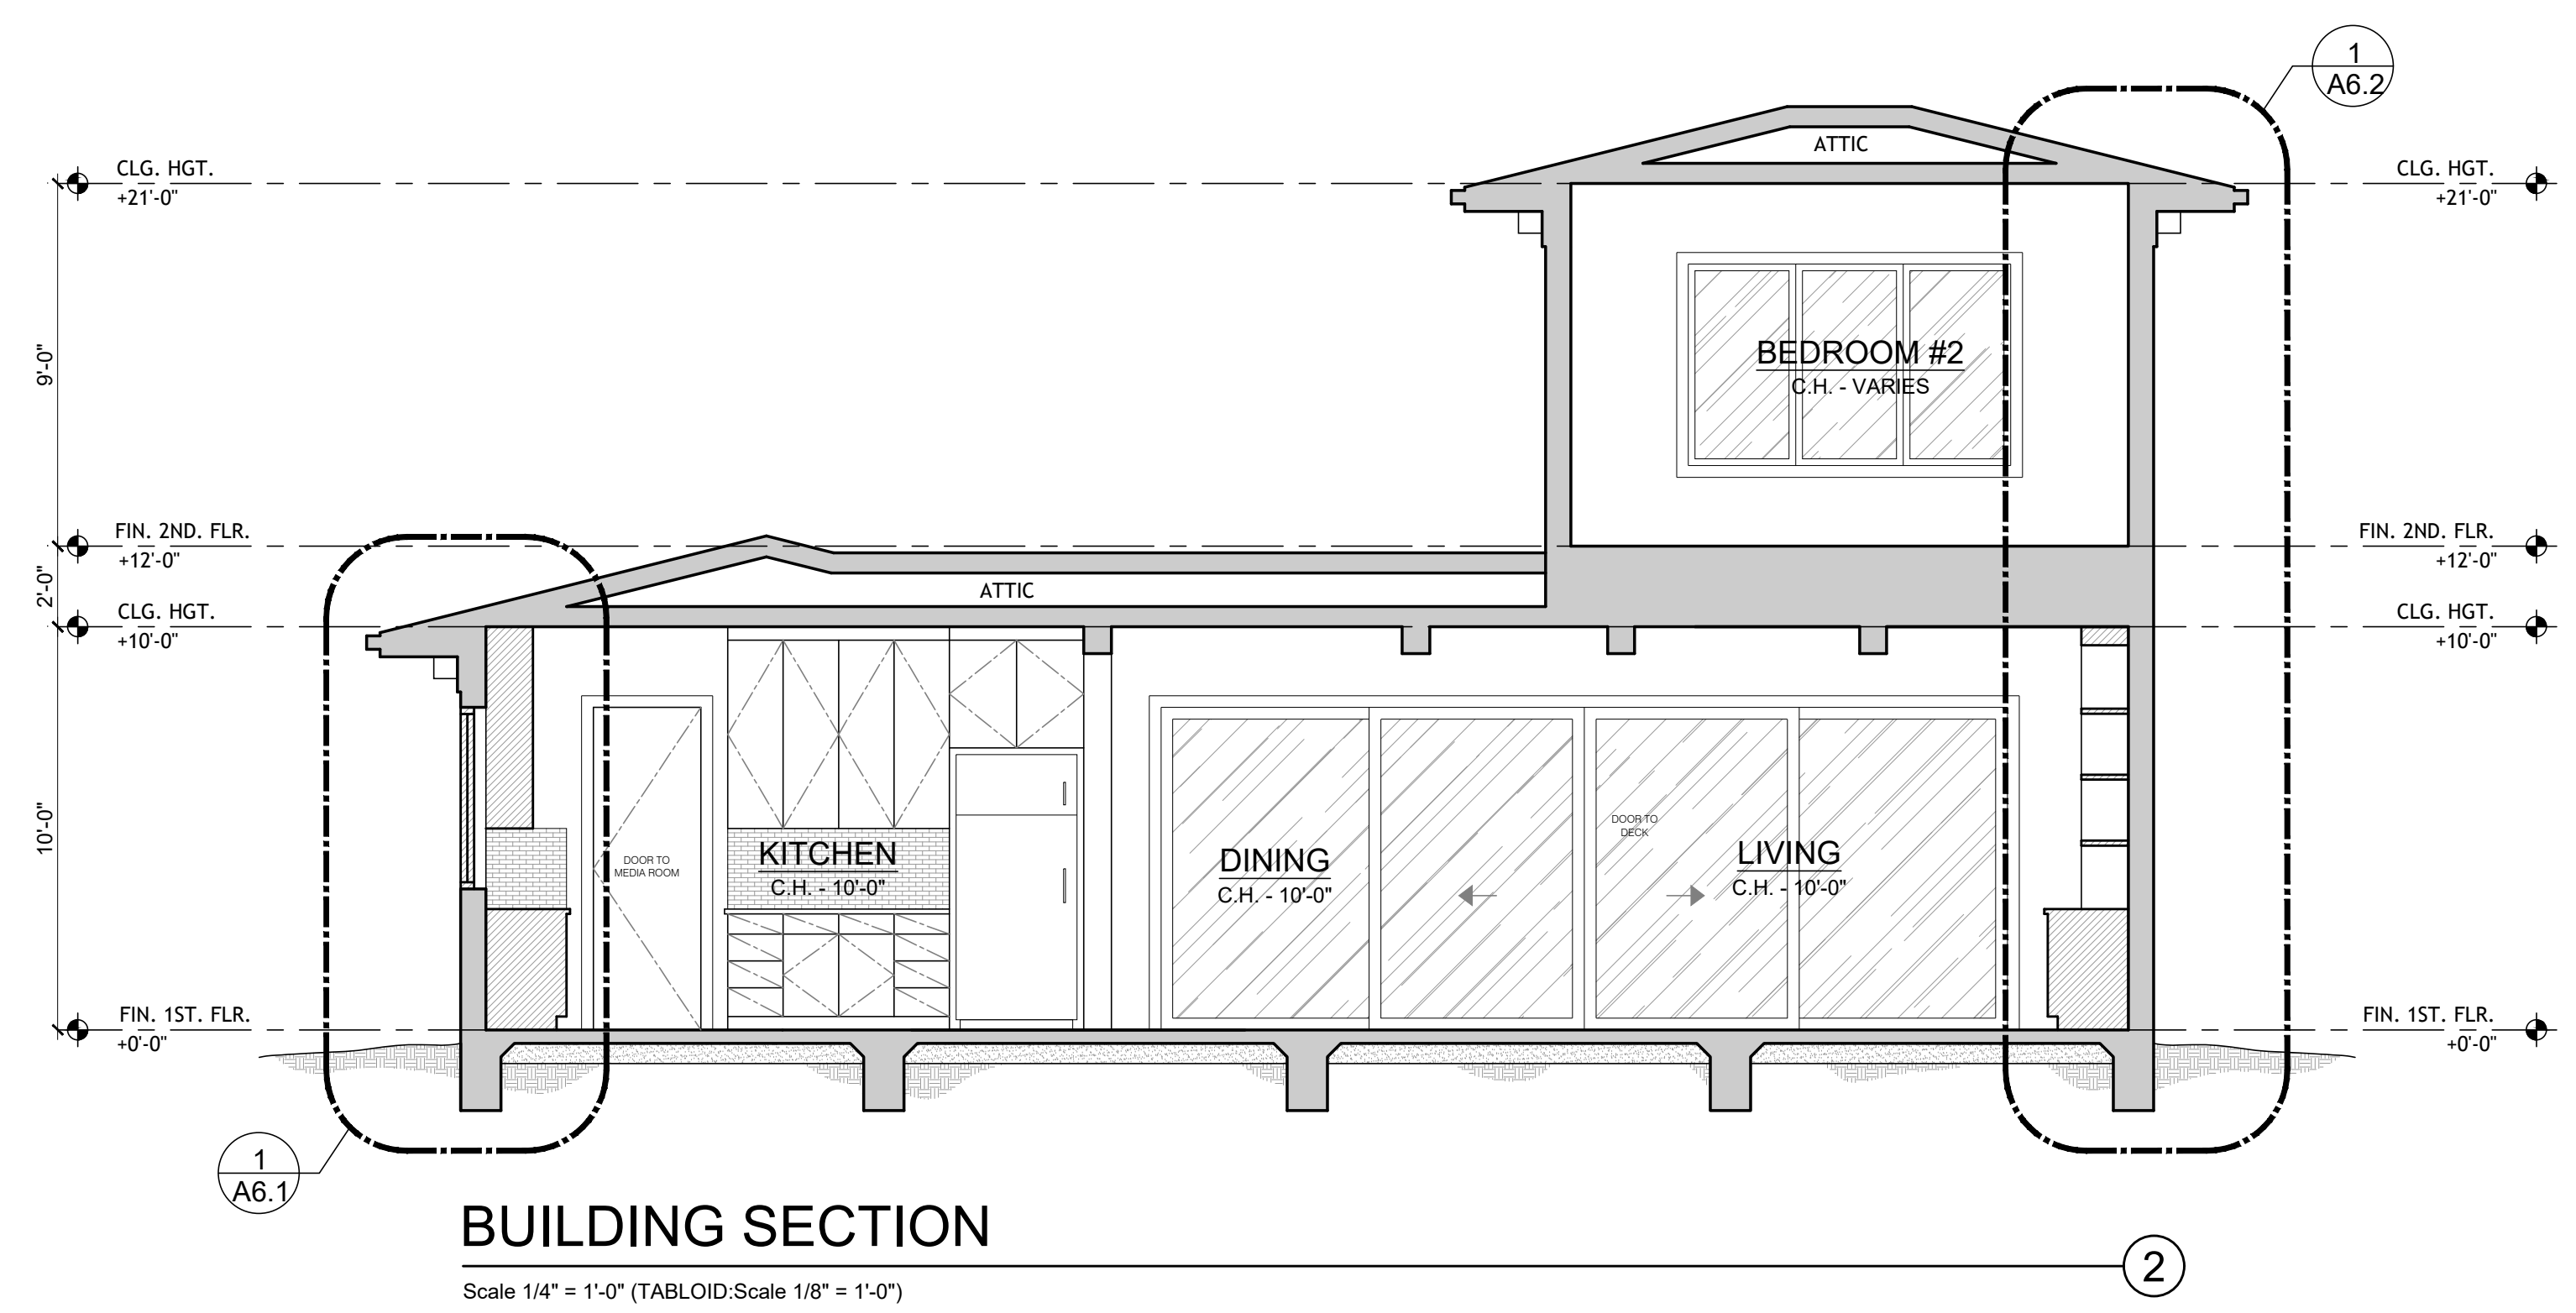 1
A6.2
ATTIC
CLG. HGT.
+21'-0"
CLG. HGT.
+21'-0"
9'-0"
BEDROOM #2
C.H. - VARIES
FIN. 2ND. FLR.
+12'-0"
FIN. 2ND. FLR.
+12'-0"
2'-0"
ATTIC
CLG. HGT.
+10'-0"
CLG. HGT.
+10'-0"
10'-0"
DOOR TO
MEDIA ROOM
KITCHEN
C.H. - 10'-0"
DINING
C.H. - 10'-0"
DOOR TO
DECK
LIVING
C.H. - 10'-0"
FIN. 1ST. FLR.
+0'-0"
FIN. 1ST. FLR.
+0'-0"
1
A6.1
BUILDING SECTION
2
Scale 1/4" = 1'-0" (TABLOID:Scale 1/8" = 1'-0")